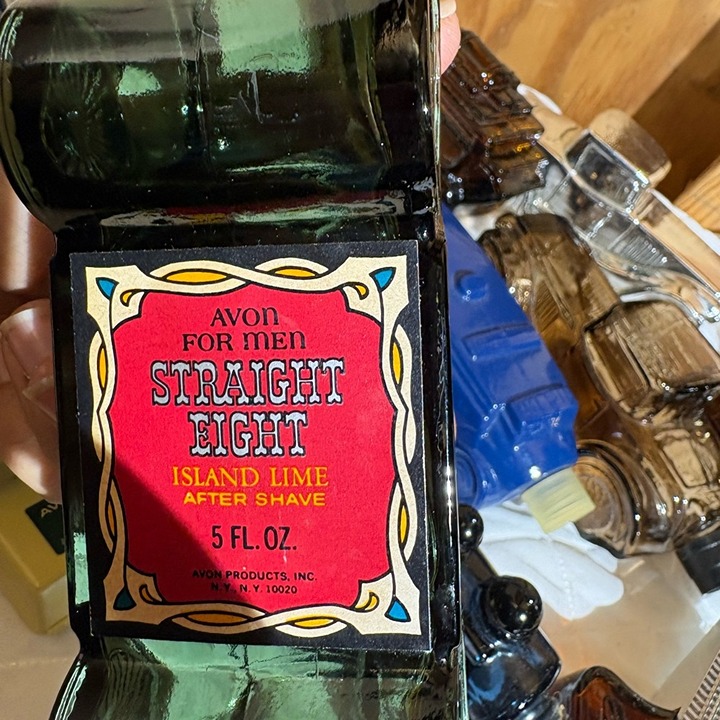 AVON
FOR MEN
STRAIGHT
EIGHT
ISLAND LIME
AFTER SHAVE
5 FL. OZ.
AVON PRODUCTS, INC.
N.Y., N.Y. 10020